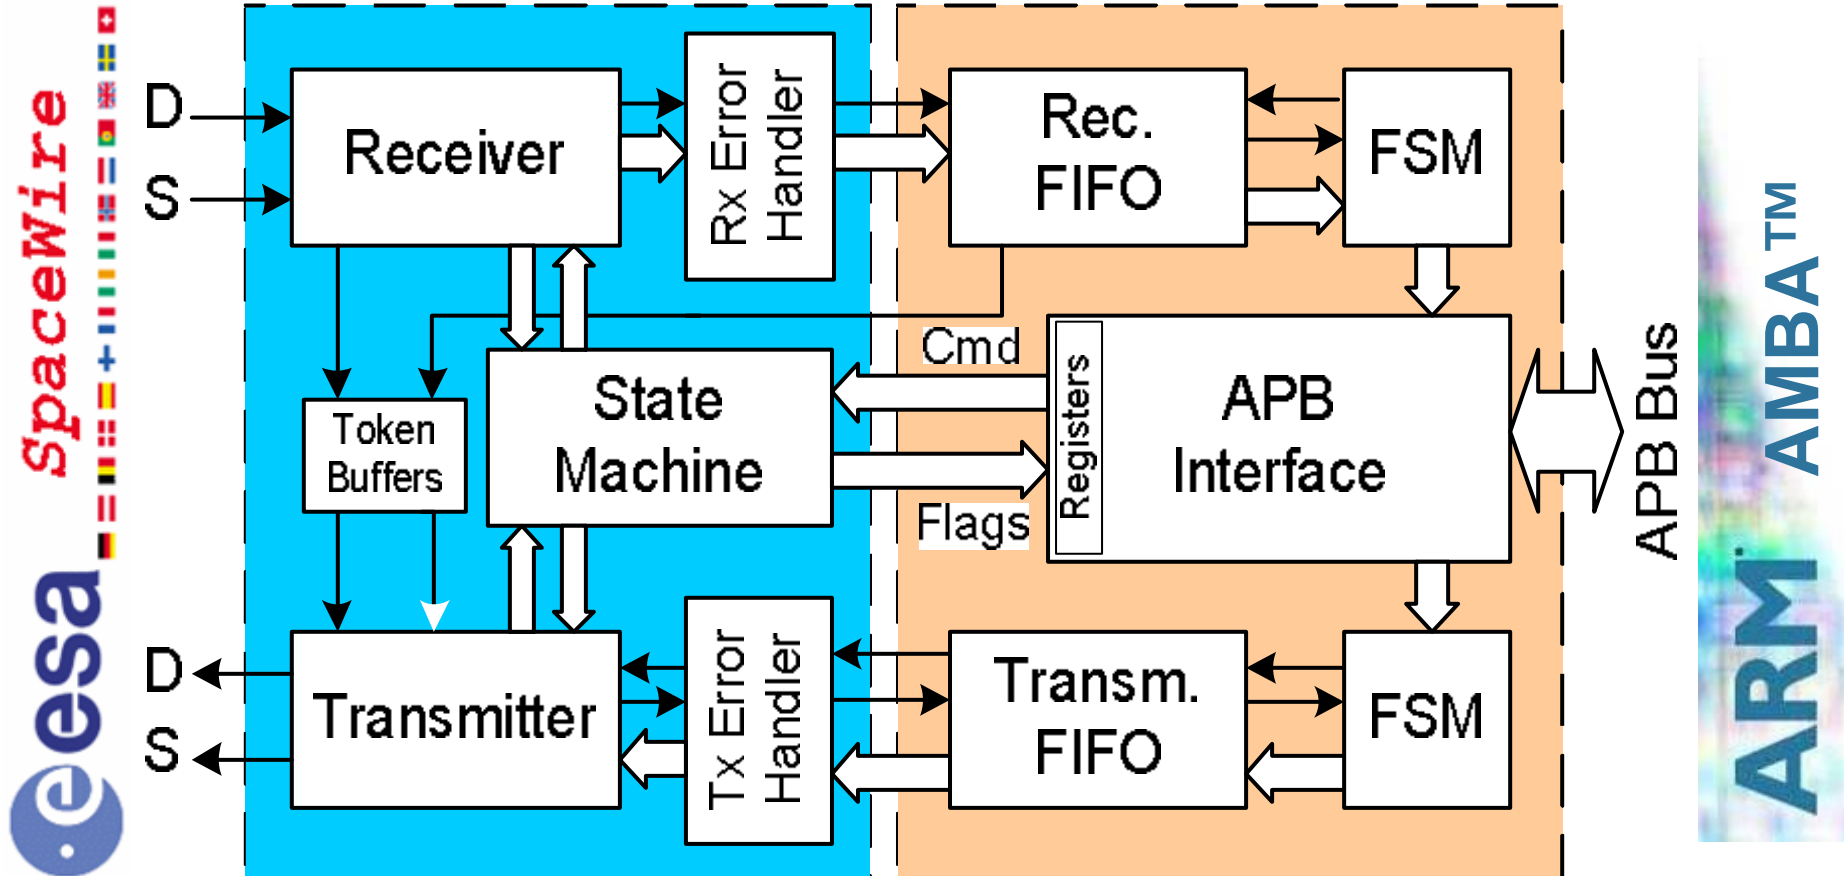 SpaceWire
esa
D
S
Receiver
Rx Error
Handler
Rec.
FIFO
FSM
Token
Buffers
State
Machine
Cmd
Flags
Registers
APB
Interface
APB Bus
D
S
Transmitter
Tx Error
Handler
Transm.
FIFO
FSM
AMBA™
ARM